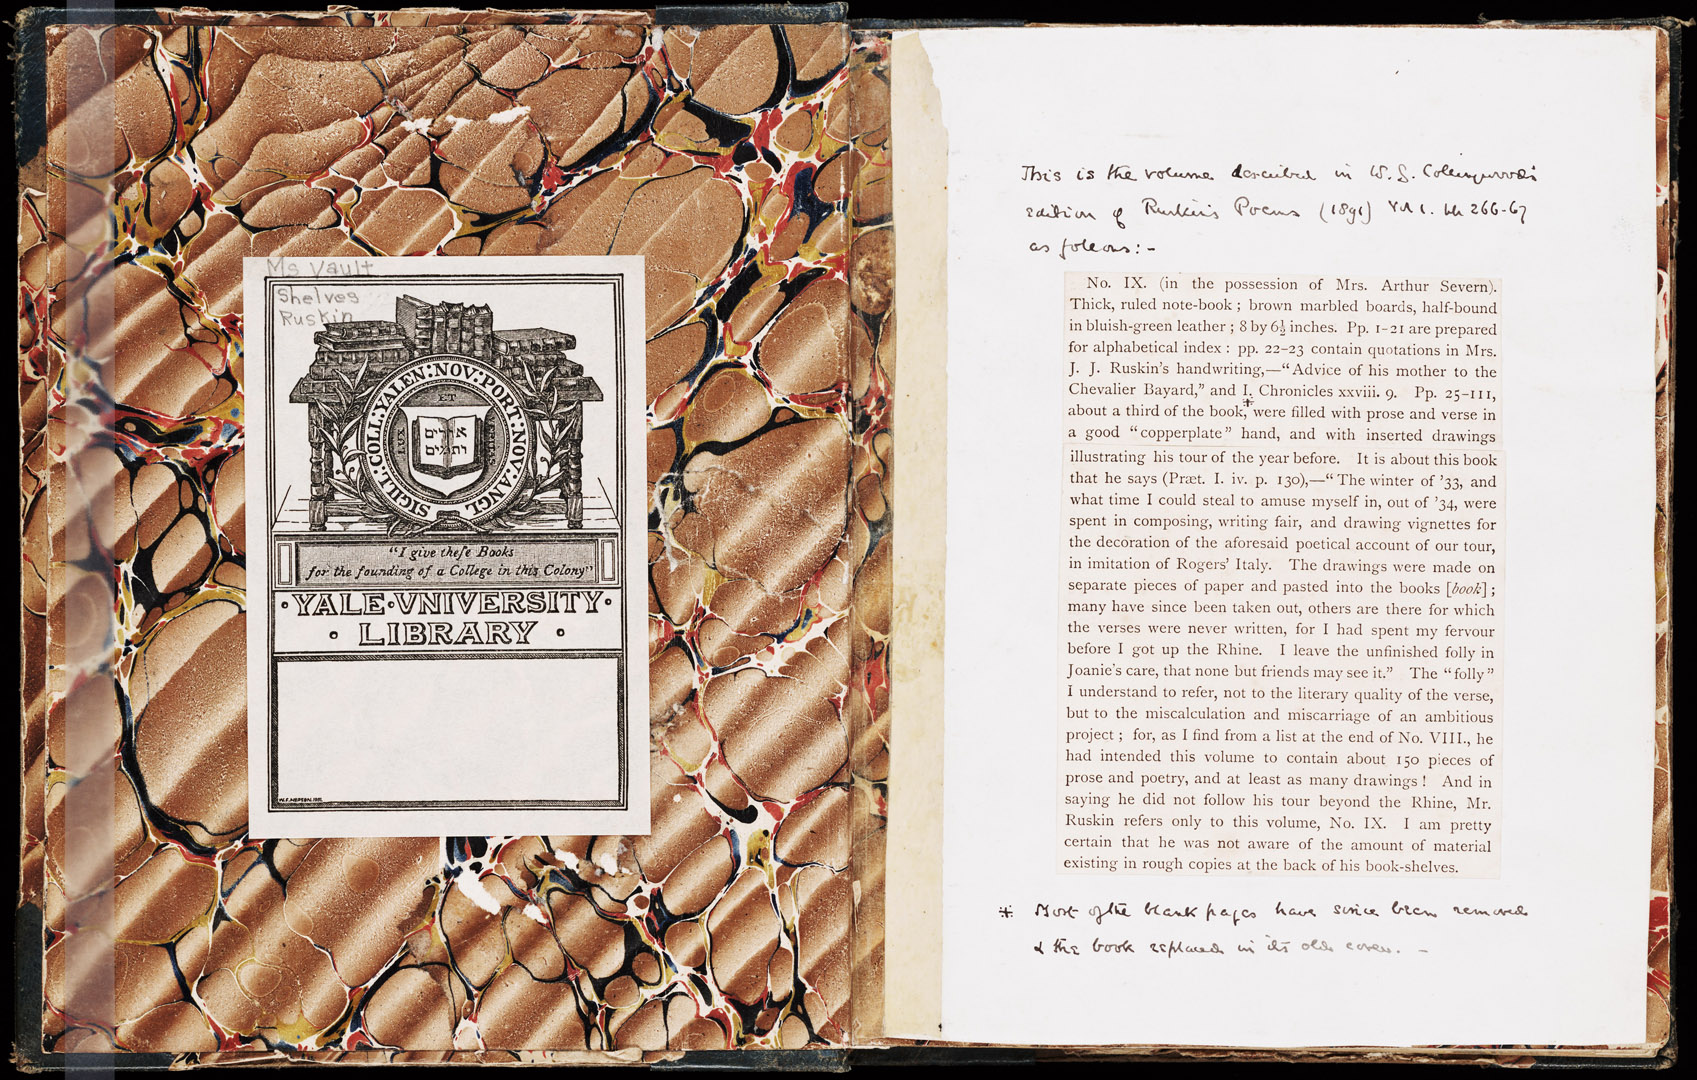 Ms Vault
Shelves
Ruskin
SIGILL: COLL: YALEN: NOV: PORT: NOV: ANGL
ET
LUX
VERITAS
אורים
ותמים
"I give theſe Books
for the founding of a College in this Colony"
·YALE·VNIVERSITY·
· LIBRARY ·
This is the volume described in W. G. Collingwood's
edition of Ruskin's Poems (1891) Vol 1. 266-67
as follows:-
No. IX. (in the possession of Mrs. Arthur Severn).
Thick, ruled note-book; brown marbled boards, half-bound
in bluish-green leather; 8 by 6½ inches. Pp. 1-21 are prepared
for alphabetical index: pp. 22-23 contain quotations in Mrs.
J. J. Ruskin's handwriting,—"Advice of his mother to the
Chevalier Bayard," and I. Chronicles xxviii. 9. Pp. 25-111,
about a third of the book,* were filled with prose and verse in
a good "copperplate" hand, and with inserted drawings
illustrating his tour of the year before. It is about this book
that he says (Præt. I. iv. p. 130),—"The winter of '33, and
what time I could steal to amuse myself in, out of '34, were
spent in composing, writing fair, and drawing vignettes for
the decoration of the aforesaid poetical account of our tour,
in imitation of Rogers' Italy. The drawings were made on
separate pieces of paper and pasted into the books [book];
many have since been taken out, others are there for which
the verses were never written, for I had spent my fervour
before I got up the Rhine. I leave the unfinished folly in
Joanie's care, that none but friends may see it." The "folly"
I understand to refer, not to the literary quality of the verse,
but to the miscalculation and miscarriage of an ambitious
project; for, as I find from a list at the end of No. VIII., he
had intended this volume to contain about 150 pieces of
prose and poetry, and at least as many drawings! And in
saying he did not follow his tour beyond the Rhine, Mr.
Ruskin refers only to this volume, No. IX. I am pretty
certain that he was not aware of the amount of material
existing in rough copies at the back of his book-shelves.
* Most of the blank pages have since been removed
& the book replaced in its old cover. -